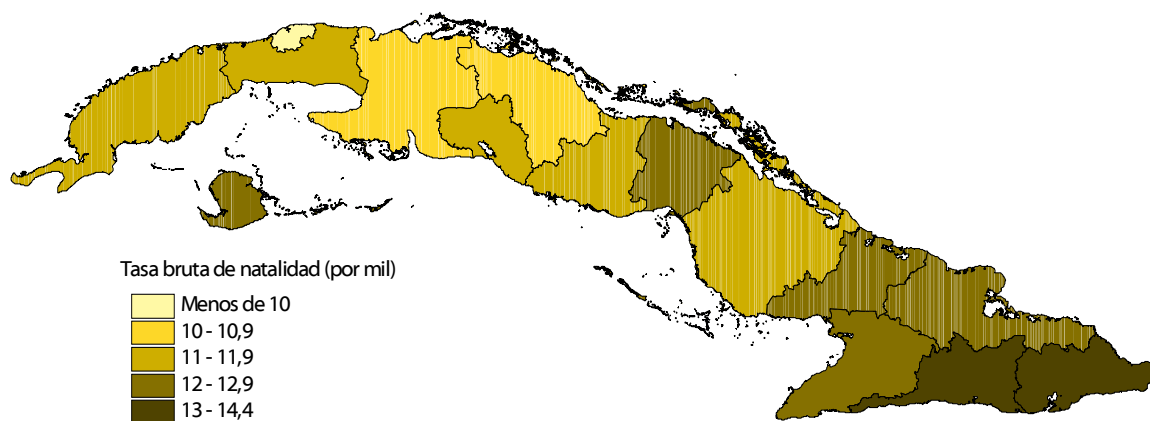 Tasa bruta de natalidad (por mil)
Menos de 10
10 - 10,9
11 - 11,9
12 - 12,9
13 - 14,4